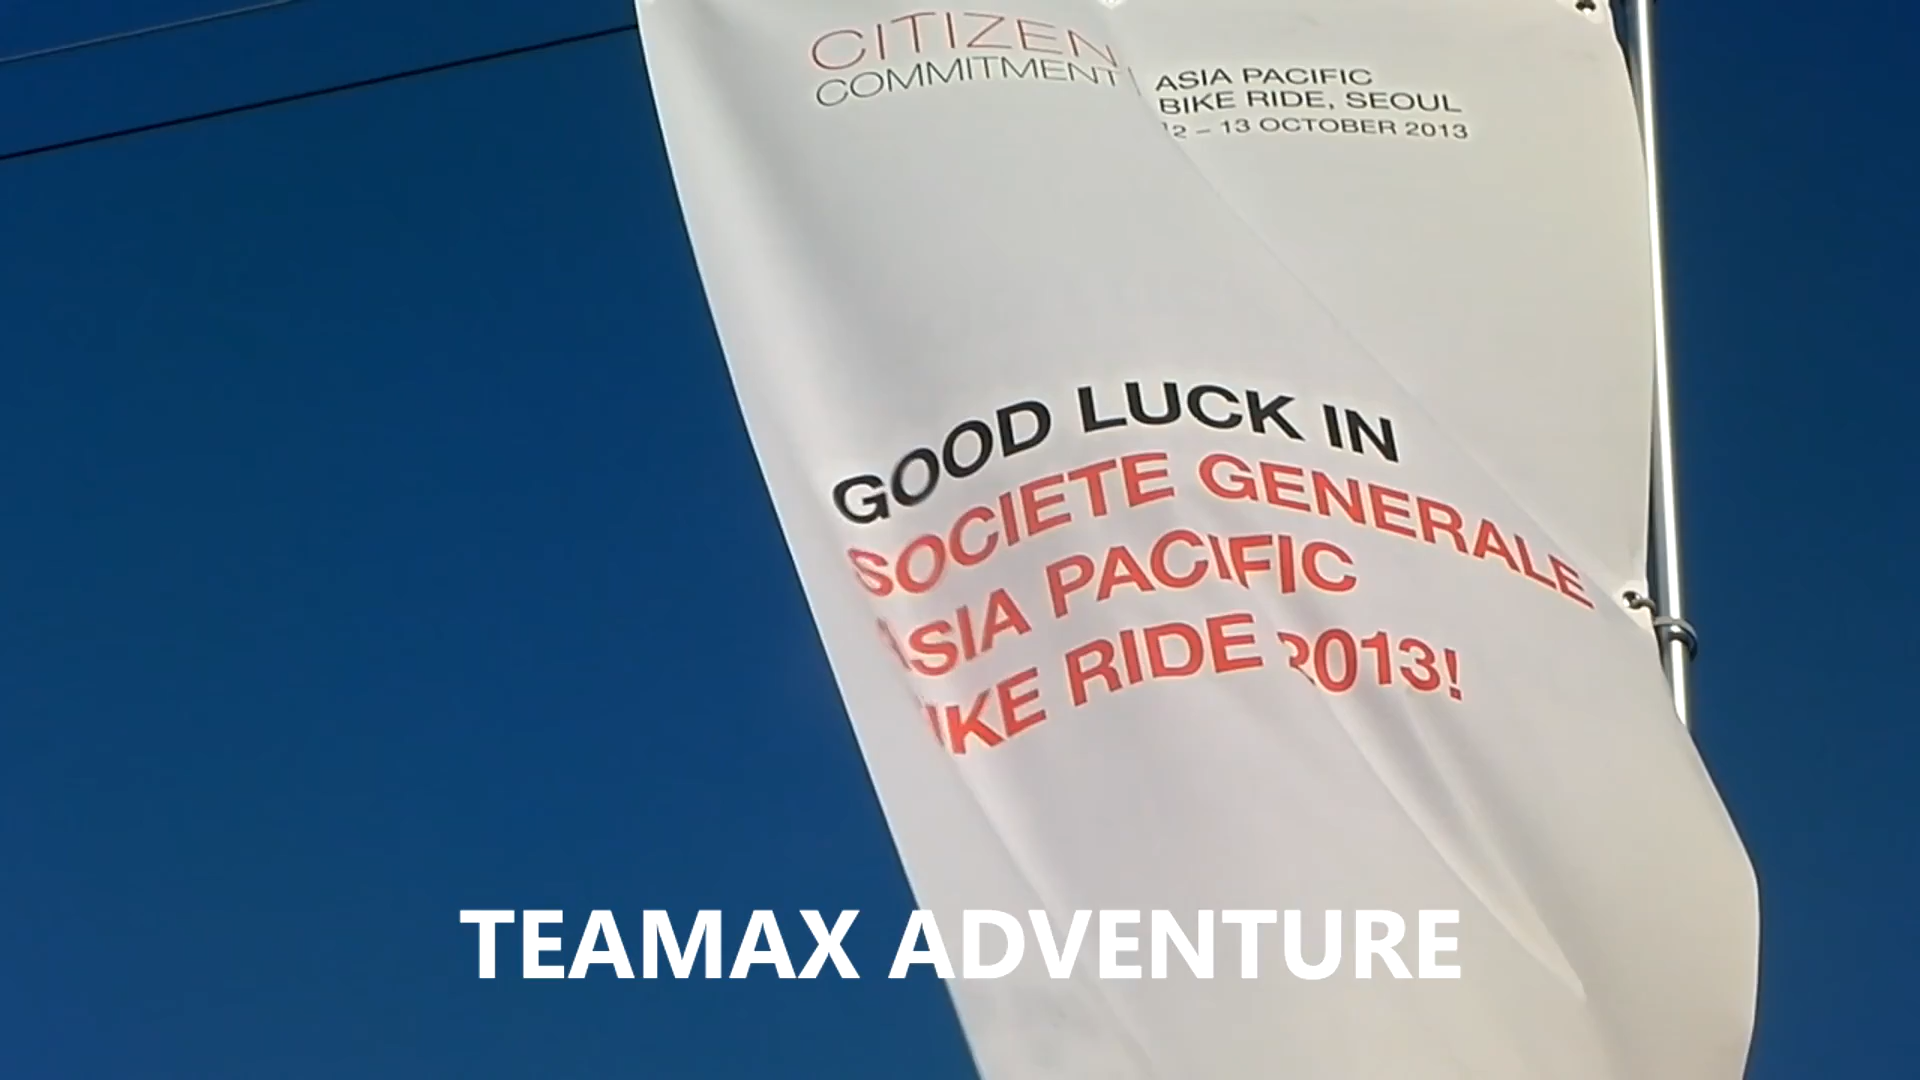 CITIZEN
COMMITMENT
ASIA PACIFIC
BIKE RIDE, SEOUL
12 – 13 OCTOBER 2013
GOOD LUCK IN
SOCIETE GENERALE
ASIA PACIFIC
BIKE RIDE 2013!
TEAMAX ADVENTURE